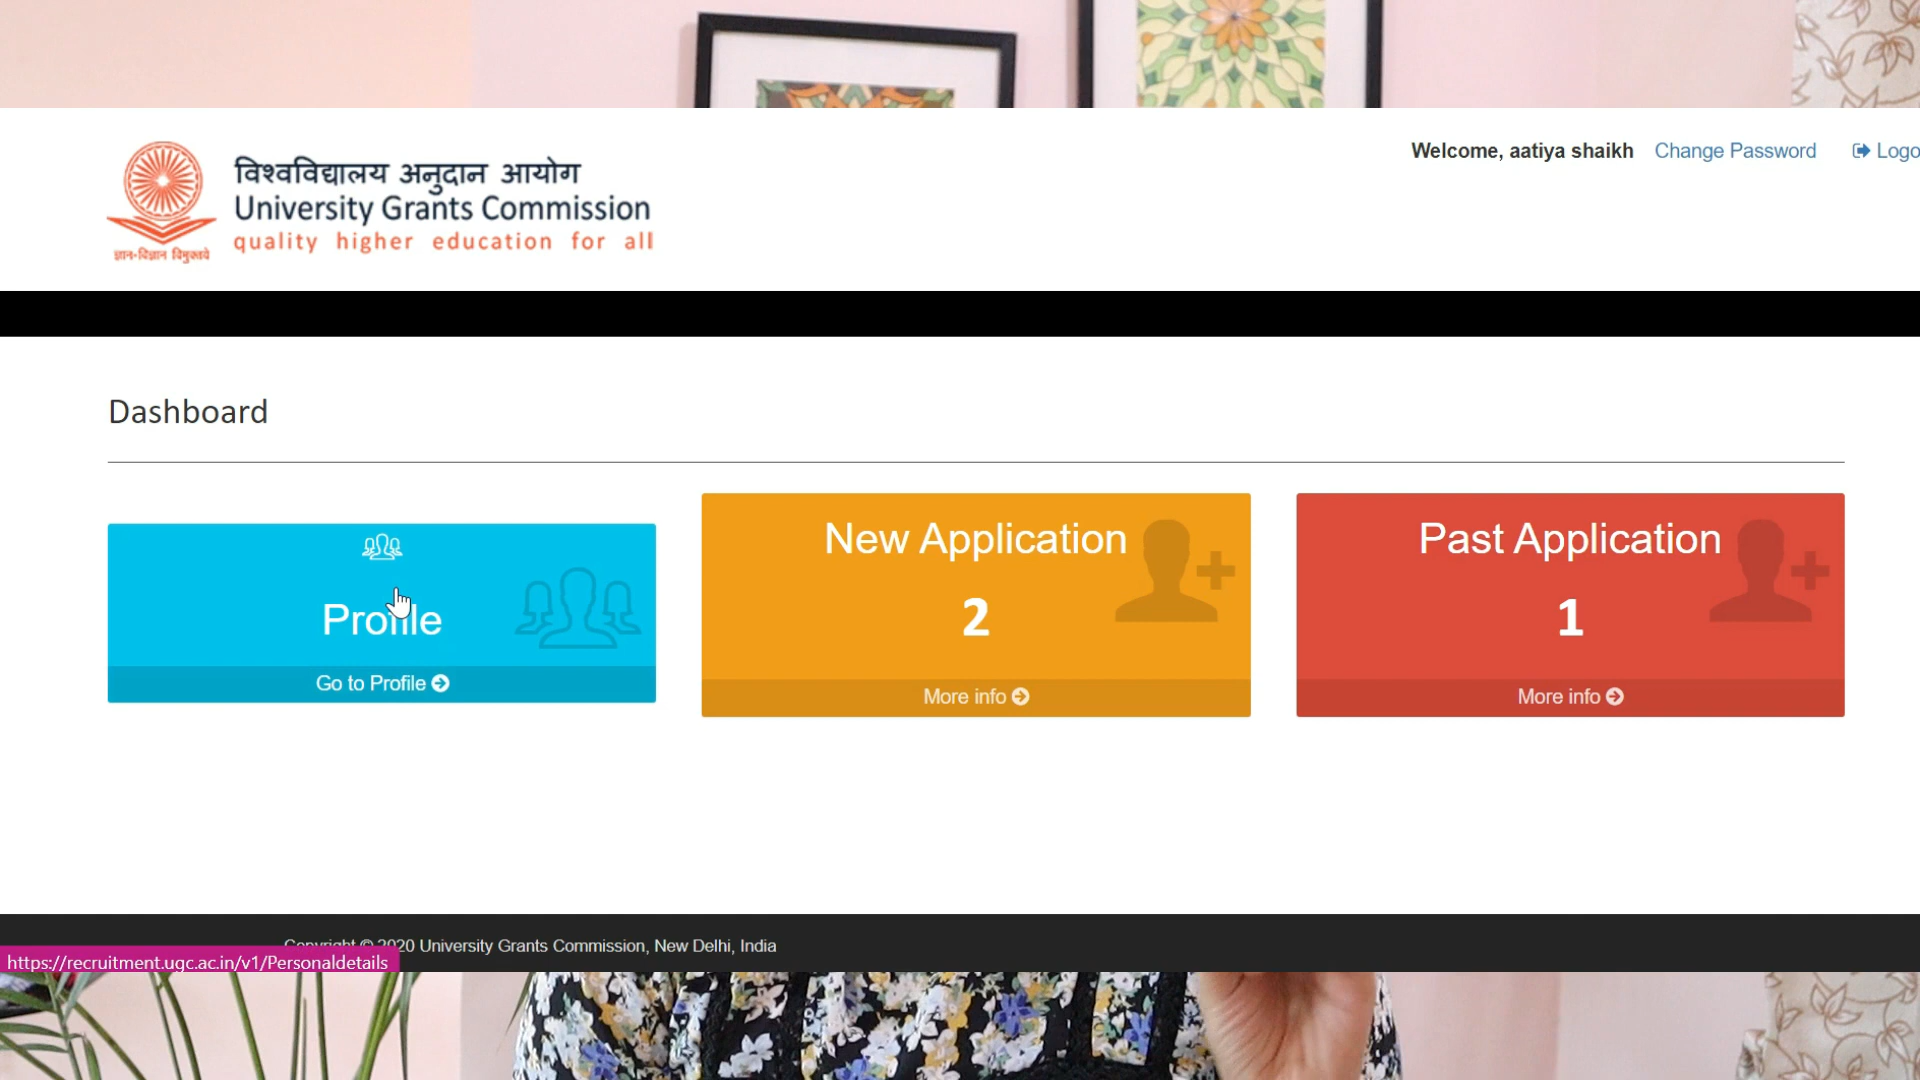 विश्वविद्यालय अनुदान आयोग
University Grants Commission
quality higher education for all
ज्ञान-विज्ञान विमुक्तये
Welcome, aatiya shaikh Change Password Logo
Dashboard
Profile
Go to Profile
New Application
2
More info
Past Application
1
More info
Copyright © 2020 University Grants Commission, New Delhi, India
https://recruitment.ugc.ac.in/v1/Personaldetails